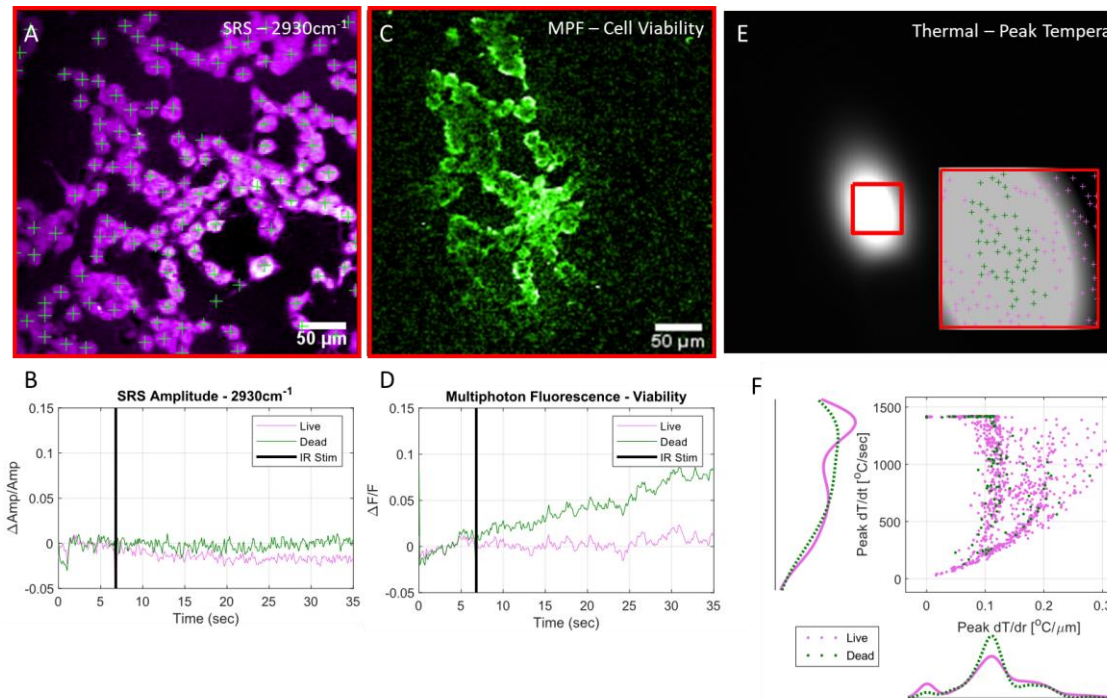 A
SRS – 2930cm⁻¹
50 µm
C
MPF – Cell Viability
50 µm
E
Thermal – Peak Tempera
B
SRS Amplitude - 2930cm⁻¹
0.15
0.1
0.05
0
-0.05
ΔAmp/Amp
Live
Dead
IR Stim
0 5 10 15 20 25 30 35
Time (sec)
D
Multiphoton Fluorescence - Viability
0.15
0.1
0.05
0
-0.05
ΔF/F
Live
Dead
IR Stim
0 5 10 15 20 25 30 35
Time (sec)
F
1500
1000
500
0
Peak dT/dt [°C/sec]
0 0.1 0.2 0.3
Peak dT/dr [°C/µm]
Live
Dead